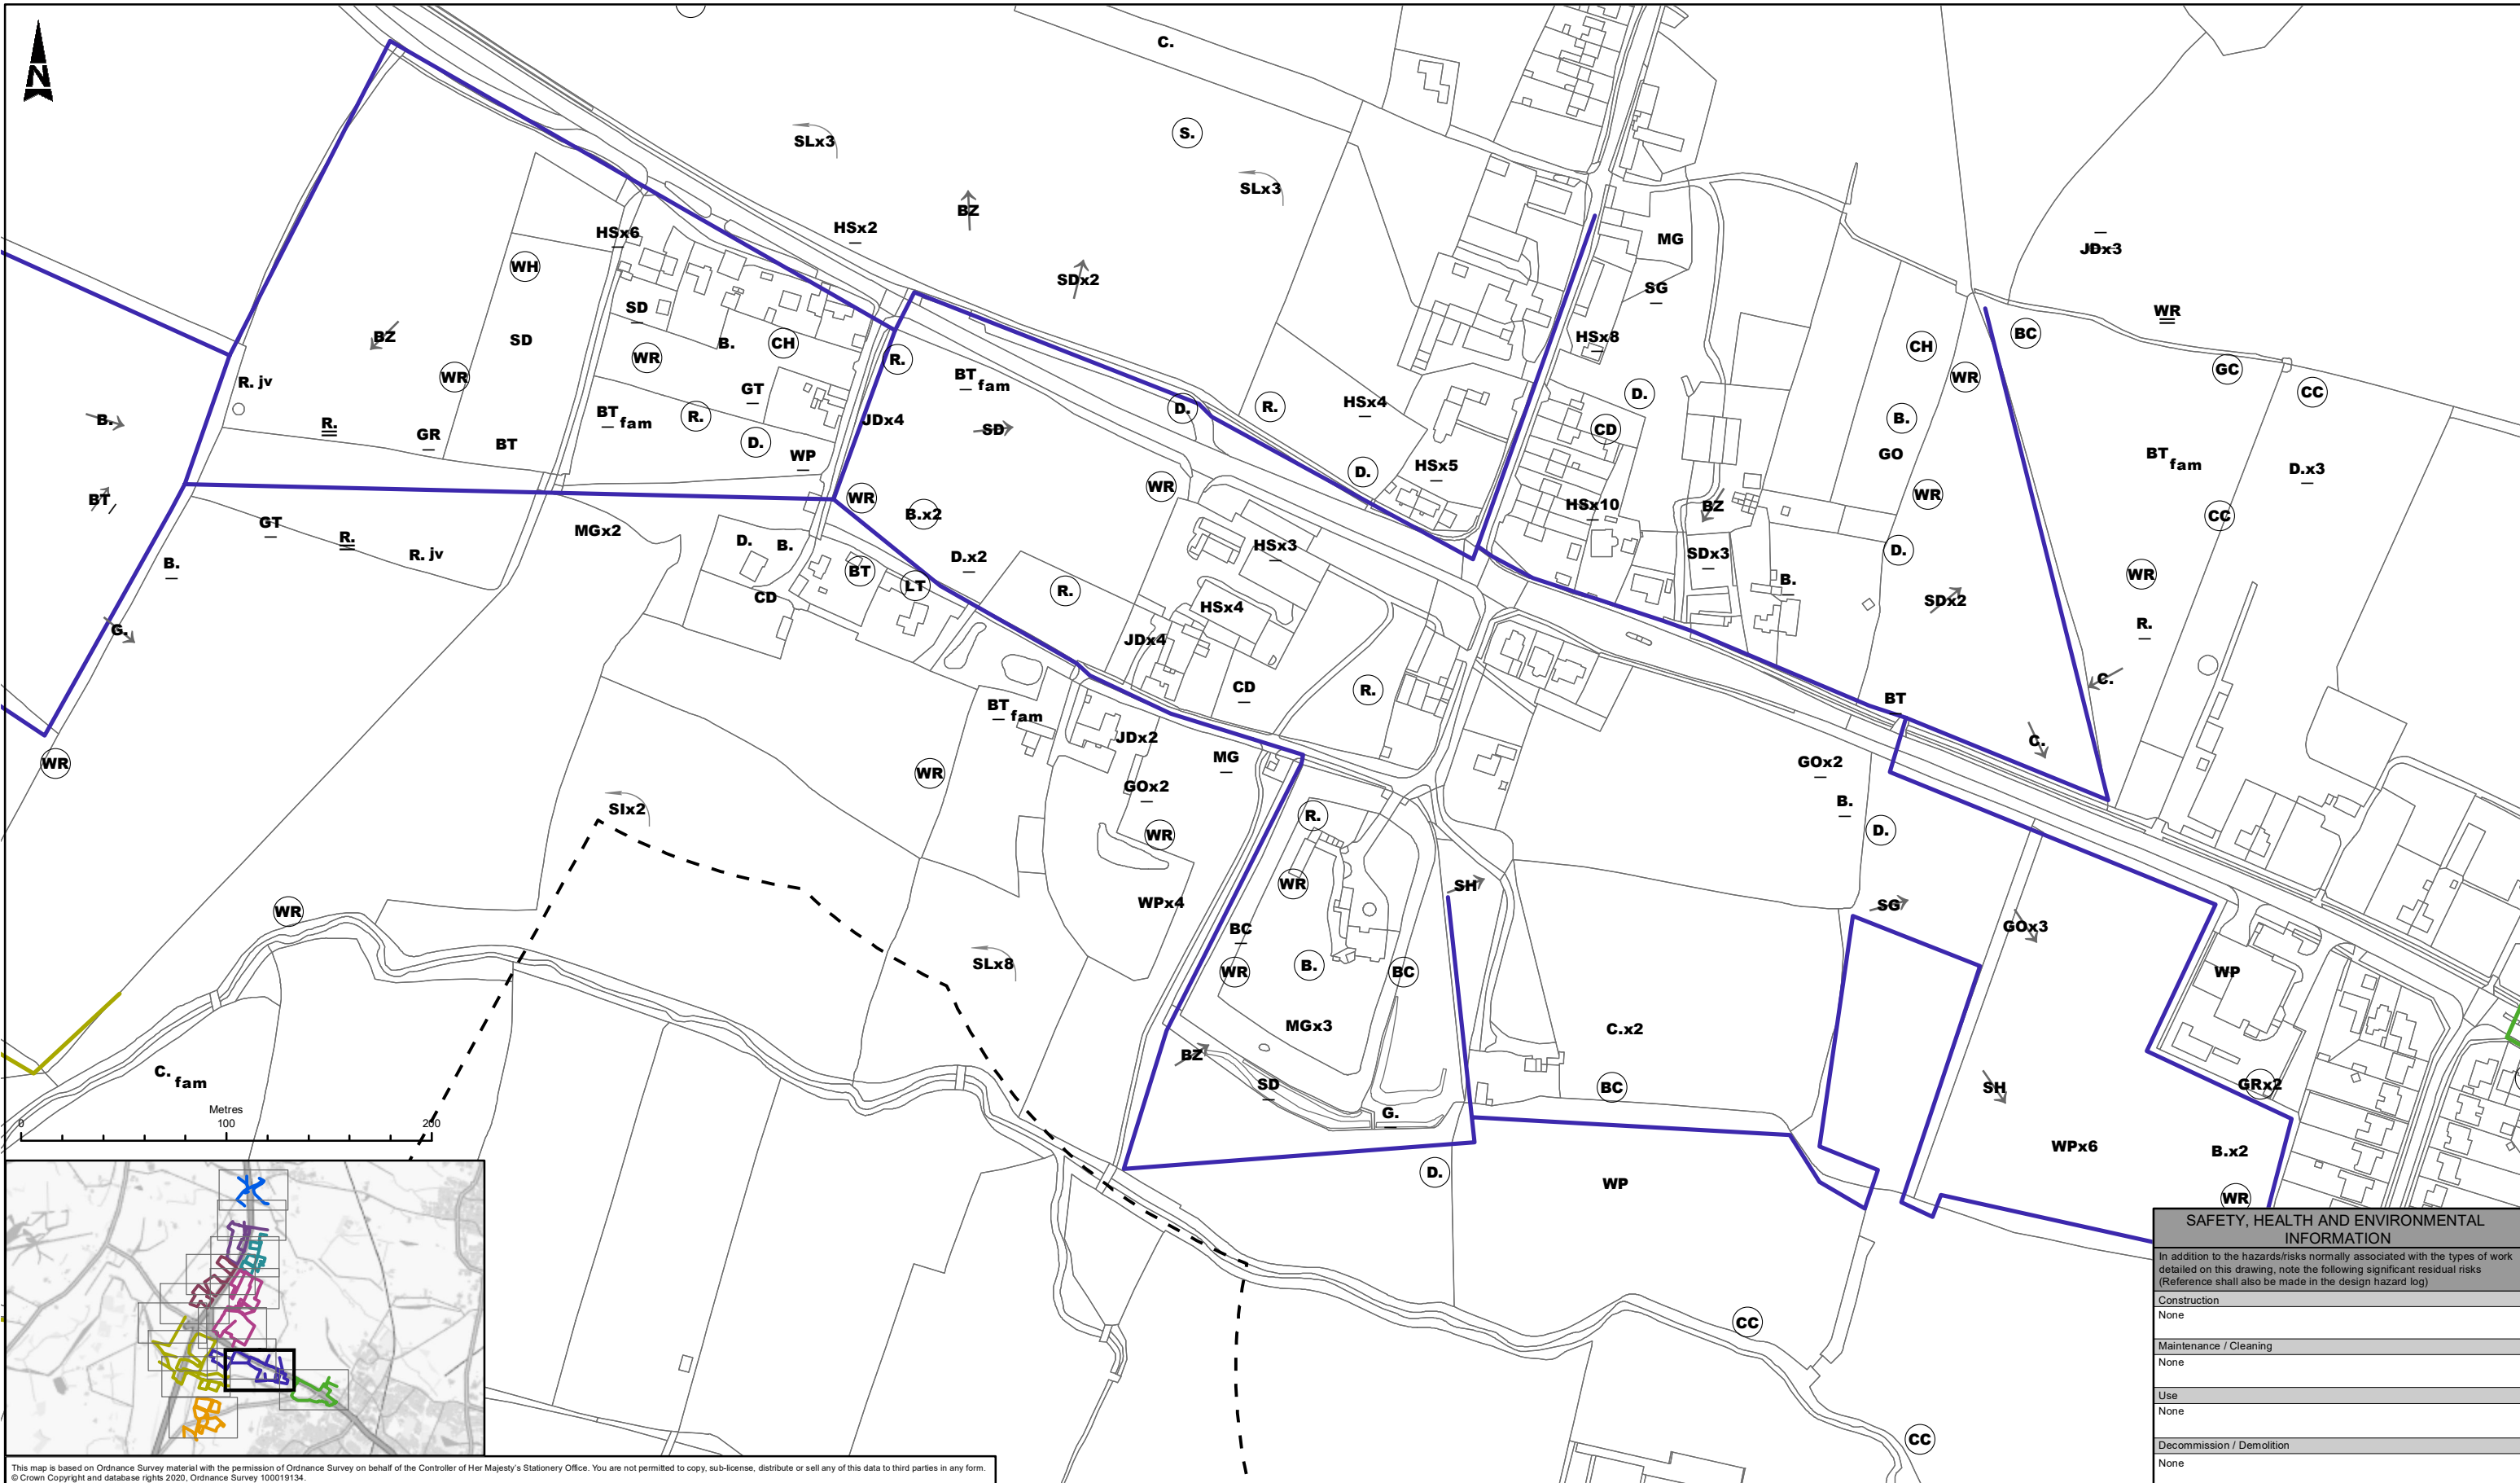 N
C.
SLx3
S.
SLx3
BZ
HSx2
HSx6
MG
JDx3
WH
SDx2
SG
SD
WR
BZ
SD
B.
CH
HSx8
BC
R.
WR
CH
GC
WR
R. jv
WR
GT
BT fam
D.
CC
JDx4
D.
R.
HSx4
B.
BT fam
R.
B.
R.
GR
BT
D.
SD
CD
GO
BT fam
WP
D.
HSx5
D.x3
BT
WR
WR
B.x2
HSx10
BZ
WR
CC
GT
R.
R. jv
MGx2
D.
B.
D.x2
HSx3
SDx3
D.
B.
BT
LT
R.
B.
WR
CD
HSx4
SDx2
G.
JDx4
R.
BT fam
CD
R.
C.
BT
JDx2
C.
WR
WR
MG
GOx2
GOx2
SIx2
WR
R.
B.
D.
WR
WPx4
WR
SH
SG
BC
GOx3
SLx8
WR
B.
BC
WP
MGx3
C.x2
C. fam
BZ
SD
BC
SH
GRx2
G.
D.
WP
WPx6
B.x2
WR
CC
CC
Metres
0 100 200
SAFETY, HEALTH AND ENVIRONMENTAL
INFORMATION
In addition to the hazards/risks normally associated with the types of work
detailed on this drawing, note the following significant residual risks
(Reference shall also be made in the design hazard log)
Construction
None
Maintenance / Cleaning
None
Use
None
Decommission / Demolition
None
This map is based on Ordnance Survey material with the permission of Ordnance Survey on behalf of the Controller of Her Majesty's Stationery Office. You are not permitted to copy, sub-license, distribute or sell any of this data to third parties in any form.
© Crown Copyright and database rights 2020, Ordnance Survey 100019134.